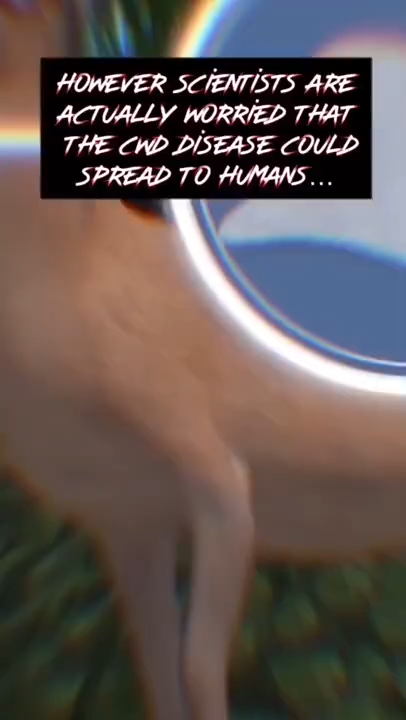 HOWEVER SCIENTISTS ARE
ACTUALLY WORRIED THAT
THE CWD DISEASE COULD
SPREAD TO HUMANS...